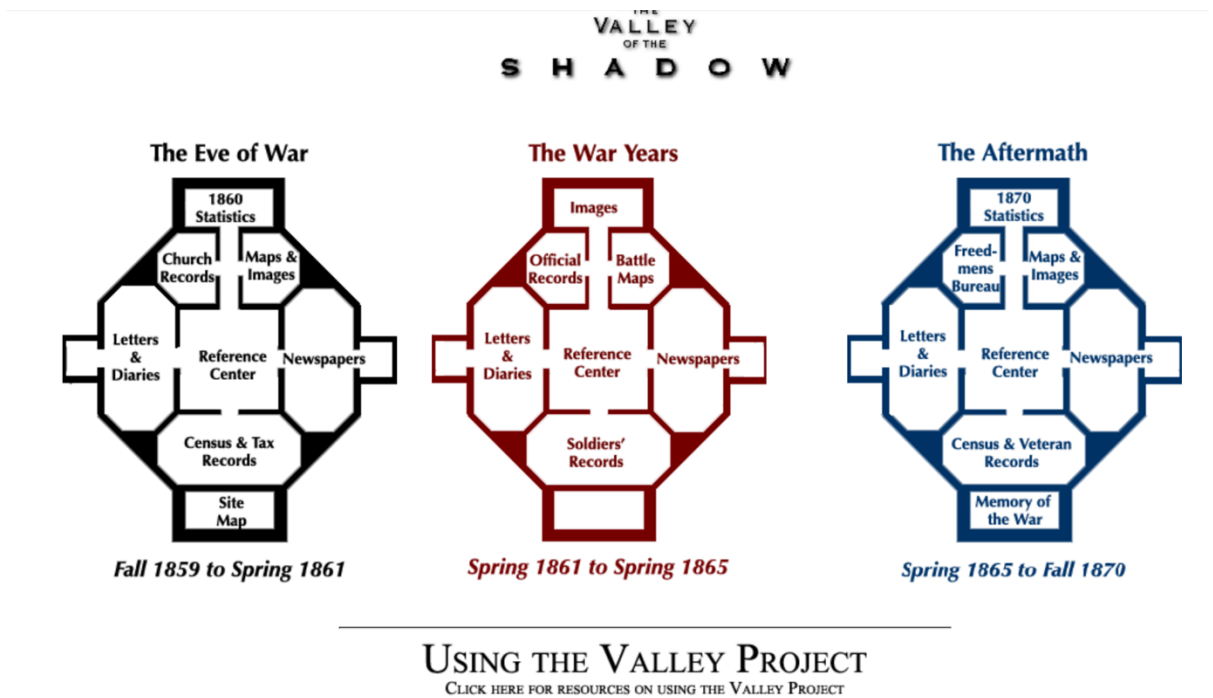 THE
VALLEY
OF THE
SHADOW
The Eve of War
1860
Statistics
Church
Records
Maps &
Images
Letters
&
Diaries
Reference
Center
Newspapers
Census & Tax
Records
Site
Map
Fall 1859 to Spring 1861
The War Years
Images
Official
Records
Battle
Maps
Letters
&
Diaries
Reference
Center
Newspapers
Soldiers'
Records
Spring 1861 to Spring 1865
The Aftermath
1870
Statistics
Freed-
mens
Bureau
Maps &
Images
Letters
&
Diaries
Reference
Center
Newspapers
Census & Veteran
Records
Memory of
the War
Spring 1865 to Fall 1870
USING THE VALLEY PROJECT
CLICK HERE FOR RESOURCES ON USING THE VALLEY PROJECT